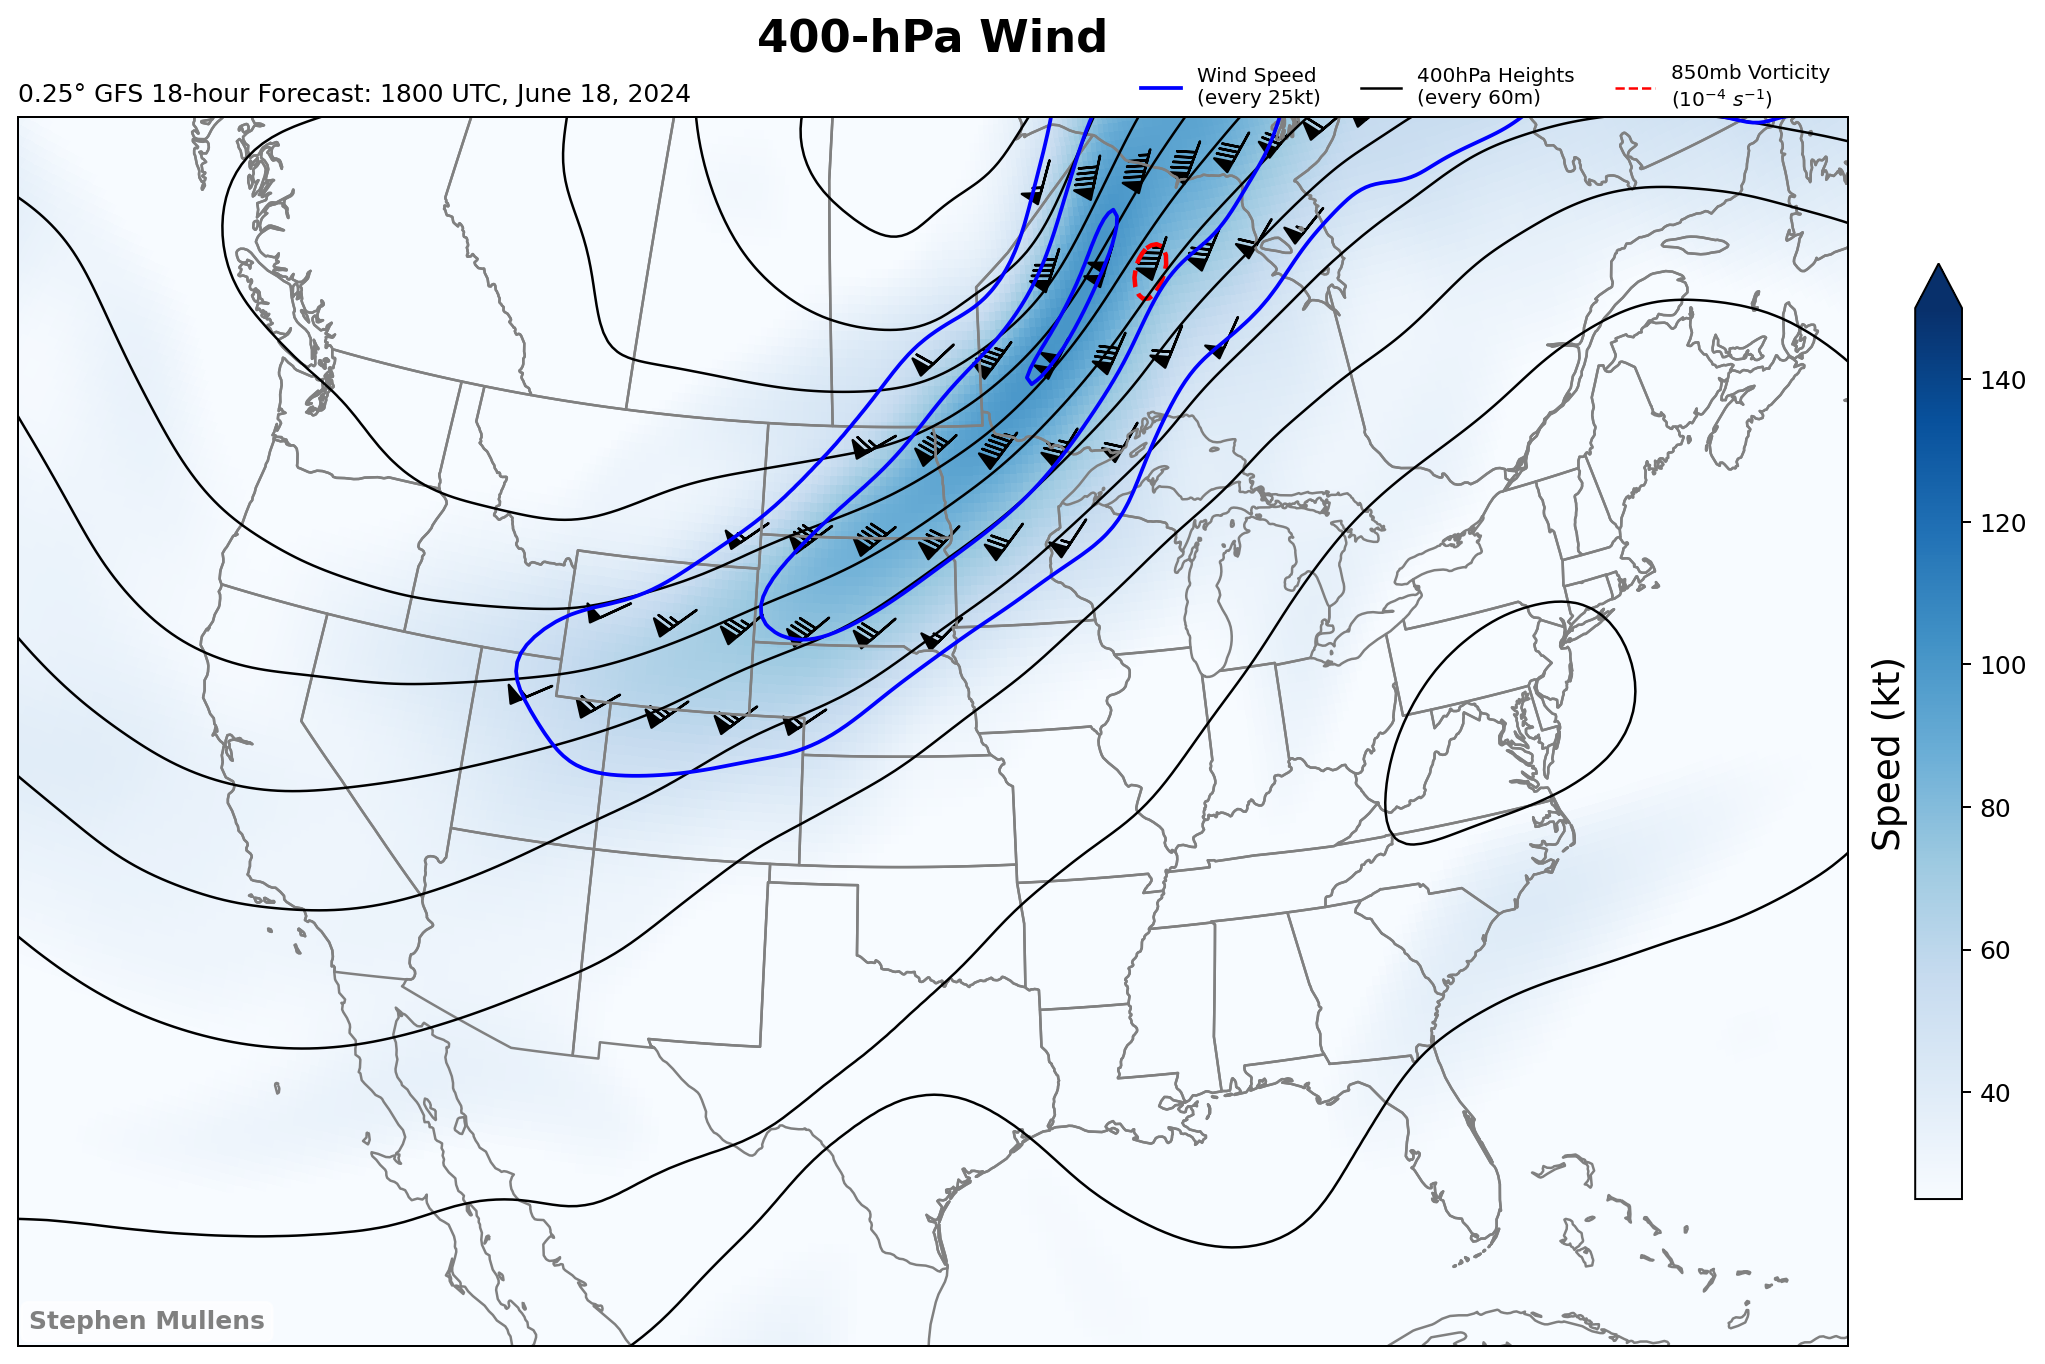 400-hPa Wind
0.25° GFS 18-hour Forecast: 1800 UTC, June 18, 2024
Wind Speed
(every 25kt)
400hPa Heights
(every 60m)
850mb Vorticity
(10⁻⁴ s⁻¹)
140
120
100
80
60
40
Speed (kt)
Stephen Mullens